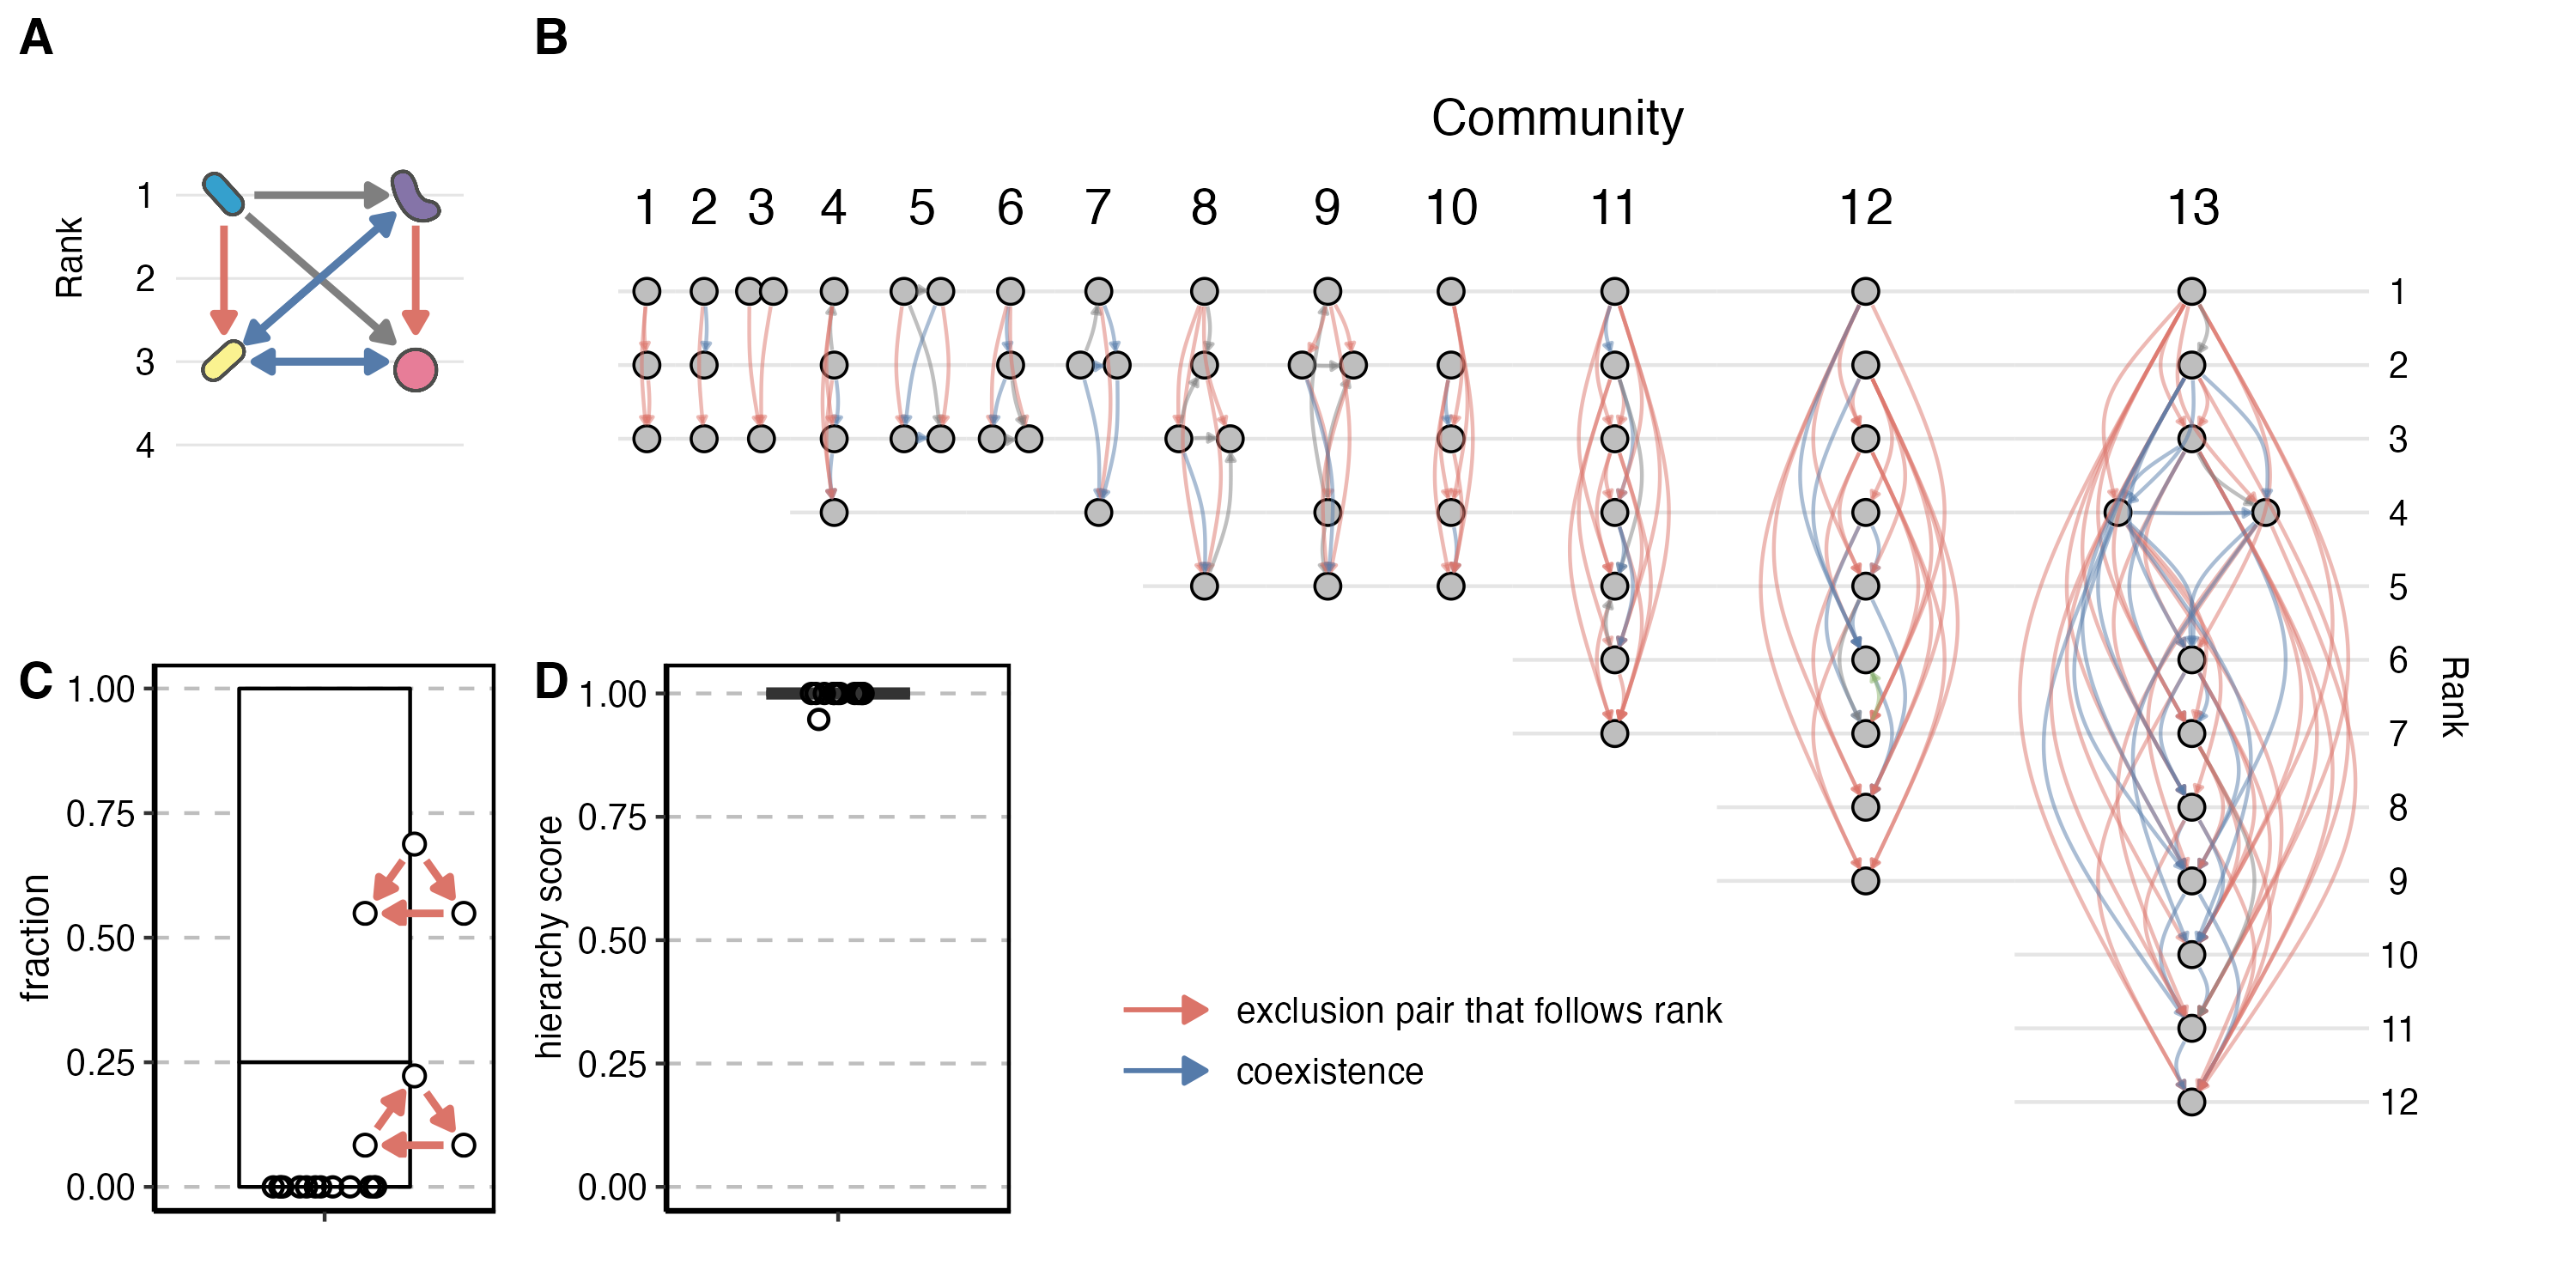 A
Rank
1
2
3
4
B
Community
1 2 3 4 5 6 7 8 9 10 11 12 13
1
2
3
4
5
6
7
8
9
10
11
12
Rank
C
fraction
1.00
0.75
0.50
0.25
0.00
D
hierarchy score
1.00
0.75
0.50
0.25
0.00
exclusion pair that follows rank
coexistence